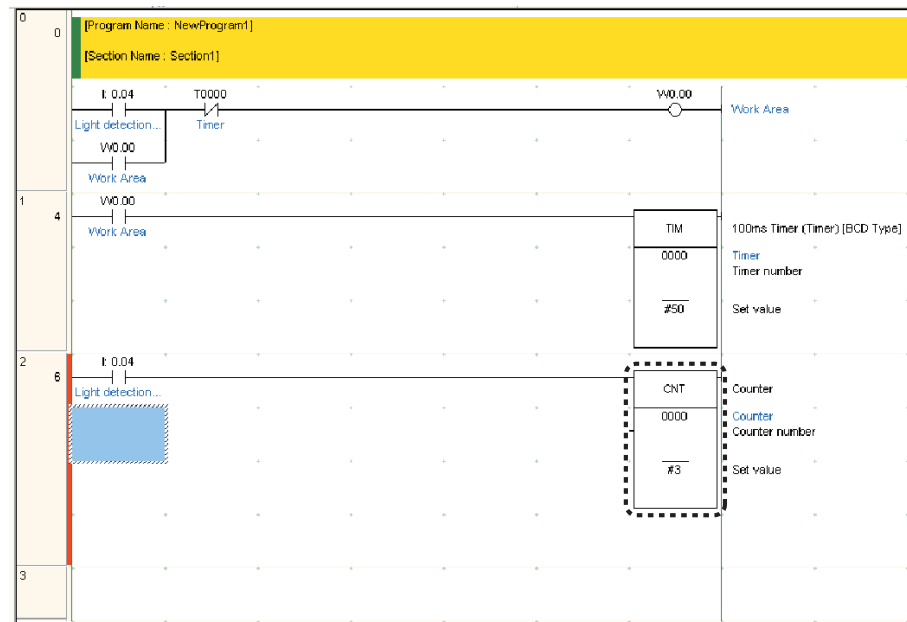 0
0
[Program Name : NewProgram1]
[Section Name : Section1]
I: 0.04 T0000 W0.00
Work Area
Light detection... Timer
W0.00
Work Area
1
4
W0.00
Work Area
TIM
100ms Timer (Timer) [BCD Type]
0000
Timer
Timer number
#50
Set value
2
6
I: 0.04
Light detection...
CNT
Counter
0000
Counter
Counter number
#3
Set value
3